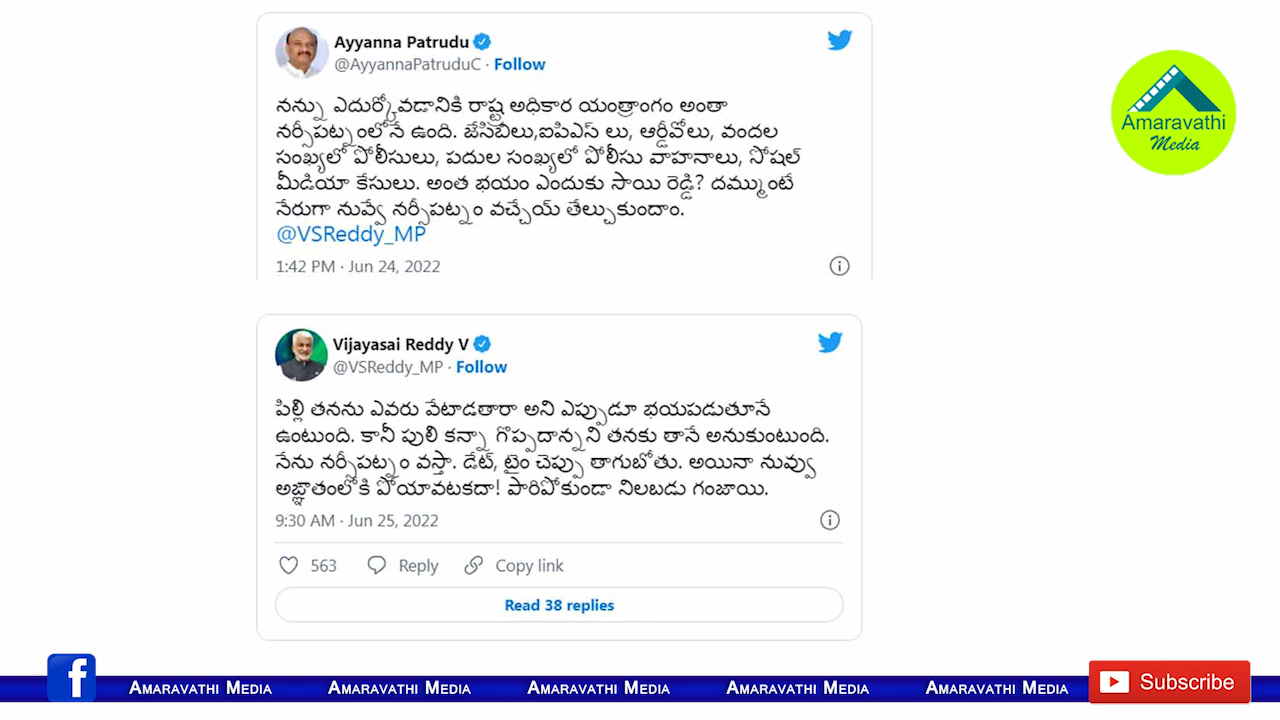 Ayyanna Patrudu
@AyyannaPatruduC · Follow
నన్ను ఎదుర్కోవడానికి రాష్ట్ర అధికార యంత్రాంగం అంతా
నర్సీపట్నంలోనే ఉంది. జేసిబిలు,ఐపిఎస్ లు, ఆర్డీవోలు, వందల
సంఖ్యలో పోలీసులు, పదుల సంఖ్యలో పోలీసు వాహనాలు, సోషల్
మీడియా కేసులు. అంత భయం ఎందుకు సాయి రెడ్డి? దమ్ముంటే
నేరుగా నువ్వే నర్సీపట్నం వచ్చేయ్ తేల్చుకుందాం.
@VSReddy_MP
1:42 PM · Jun 24, 2022
Amaravathi
Media
Vijayasai Reddy V
@VSReddy_MP · Follow
పిల్లి తనను ఎవరు వేటాడతారా అని ఎప్పుడూ భయపడుతూనే
ఉంటుంది. కానీ పులి కన్నా గొప్పదాన్నని తనకు తానే అనుకుంటుంది.
నేను నర్సీపట్నం వస్తా. డేట్, టైం చెప్పు తాగుబోతు. అయినా నువ్వు
అజ్ఞాతంలోకి పోయావటకదా! పారిపోకుండా నిలబడు గంజాయి.
9:30 AM · Jun 25, 2022
563 Reply Copy link
Read 38 replies
f Amaravathi Media Amaravathi Media Amaravathi Media Amaravathi Media Amaravathi Media Subscribe